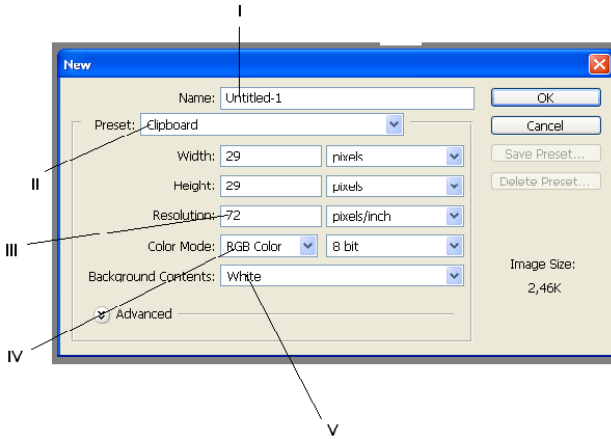 I
New
Name: Untitled-1
OK
Preset: Clipboard
Cancel
Width: 29 pixels
Save Preset...
II
Height: 29 pixels
Delete Preset...
III
Resolution: 72 pixels/inch
Color Mode: RGB Color 8 bit
Image Size:
Background Contents: White
2,46K
Advanced
IV
V